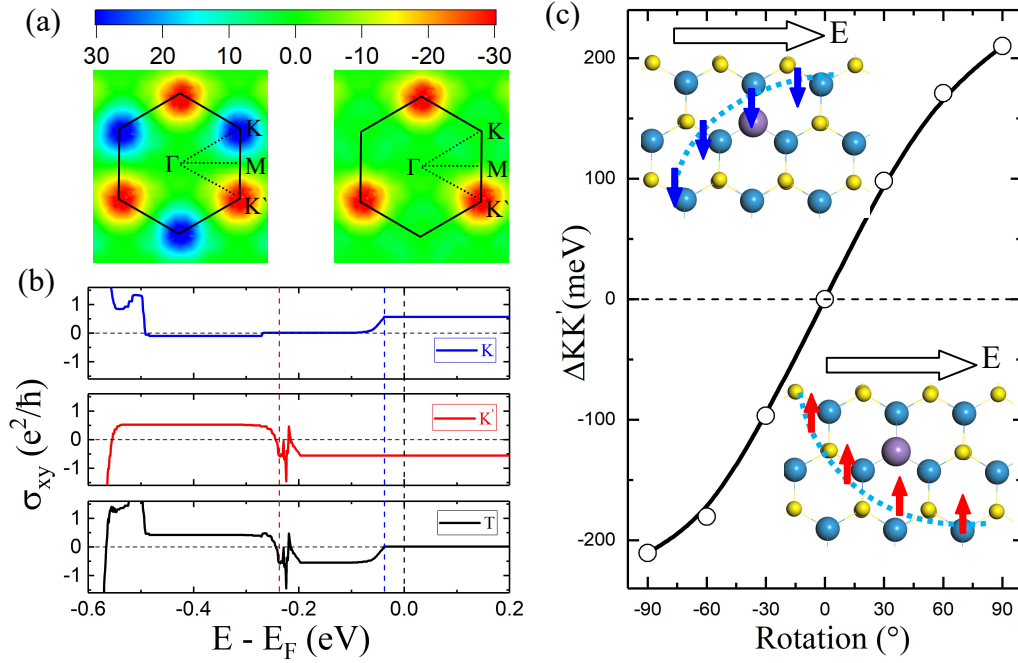 (a)
30 20 10 0.0 -10 -20 -30
K
Γ
M
K`
K
Γ
M
K`
(b)
σxy (e²/ħ)
1
0
-1
K
1
0
-1
K'
1
0
-1
T
-0.6 -0.4 -0.2 0.0 0.2
E - EF (eV)
(c)
ΔKK'(meV)
200
100
0
-100
-200
E
E
-90 -60 -30 0 30 60 90
Rotation (°)